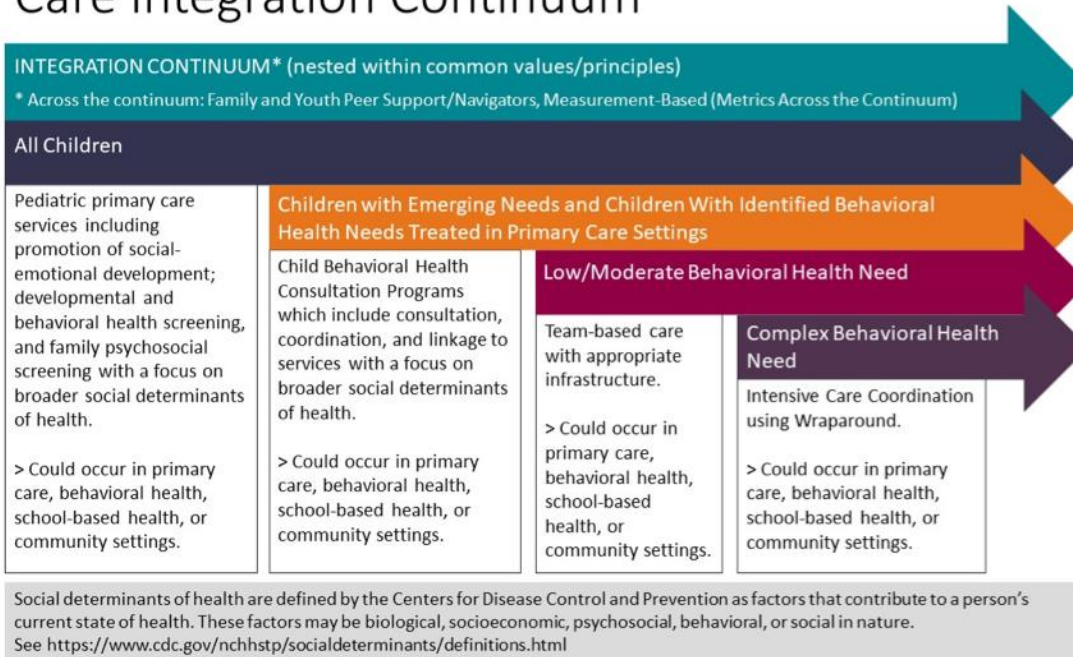 Care Integration Continuum
INTEGRATION CONTINUUM* (nested within common values/principles)
* Across the continuum: Family and Youth Peer Support/Navigators, Measurement-Based (Metrics Across the Continuum)
All Children
Pediatric primary care
services including
promotion of social-
emotional development;
developmental and
behavioral health screening,
and family psychosocial
screening with a focus on
broader social determinants
of health.
> Could occur in primary
care, behavioral health,
school-based health, or
community settings.
Children with Emerging Needs and Children With Identified Behavioral
Health Needs Treated in Primary Care Settings
Child Behavioral Health
Consultation Programs
which include consultation,
coordination, and linkage to
services with a focus on
broader social determinants
of health.
> Could occur in primary
care, behavioral health,
school-based health, or
community settings.
Low/Moderate Behavioral Health Need
Team-based care
with appropriate
infrastructure.
> Could occur in
primary care,
behavioral health,
school-based
health, or
community settings.
Complex Behavioral Health
Need
Intensive Care Coordination
using Wraparound.
> Could occur in primary
care, behavioral health,
school-based health, or
community settings.
Social determinants of health are defined by the Centers for Disease Control and Prevention as factors that contribute to a person's
current state of health. These factors may be biological, socioeconomic, psychosocial, behavioral, or social in nature.
See https://www.cdc.gov/nchhstp/socialdeterminants/definitions.html